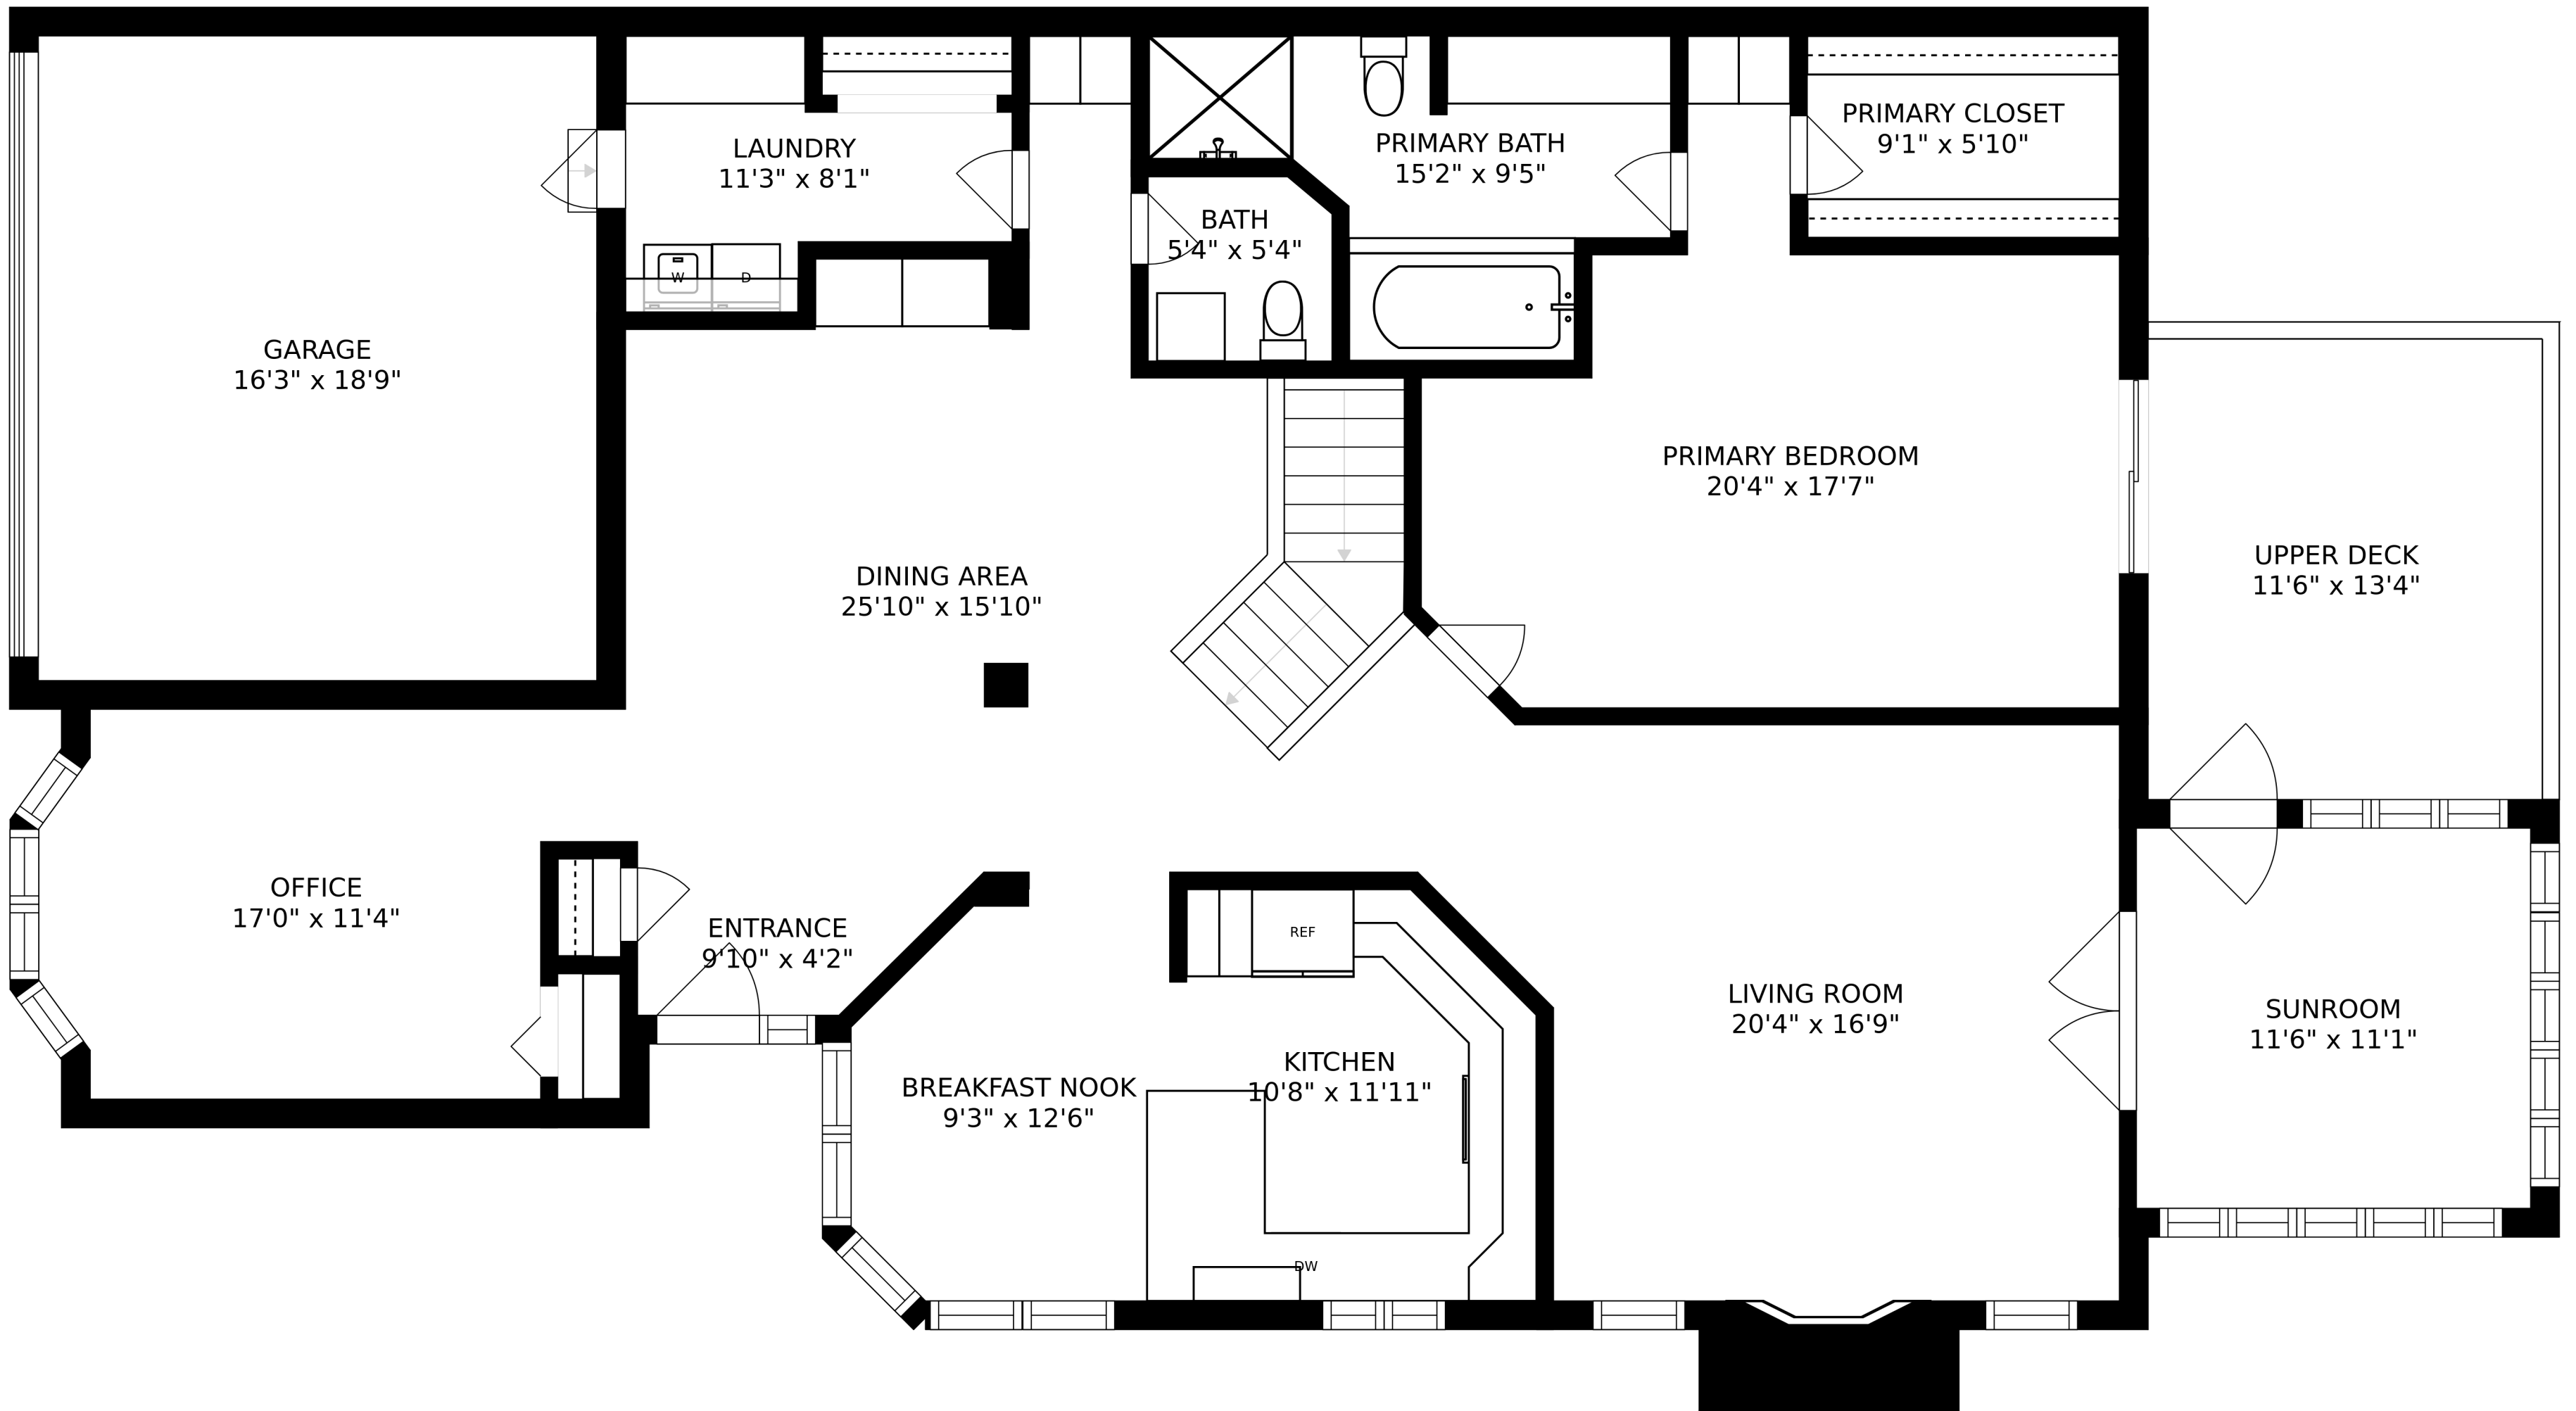 PRIMARY CLOSET
9'1" x 5'10"
LAUNDRY
11'3" x 8'1"
PRIMARY BATH
15'2" x 9'5"
BATH
5'4" x 5'4"
W
D
GARAGE
16'3" x 18'9"
PRIMARY BEDROOM
20'4" x 17'7"
UPPER DECK
11'6" x 13'4"
DINING AREA
25'10" x 15'10"
OFFICE
17'0" x 11'4"
ENTRANCE
9'10" x 4'2"
REF
LIVING ROOM
20'4" x 16'9"
SUNROOM
11'6" x 11'1"
KITCHEN
10'8" x 11'11"
BREAKFAST NOOK
9'3" x 12'6"
DW